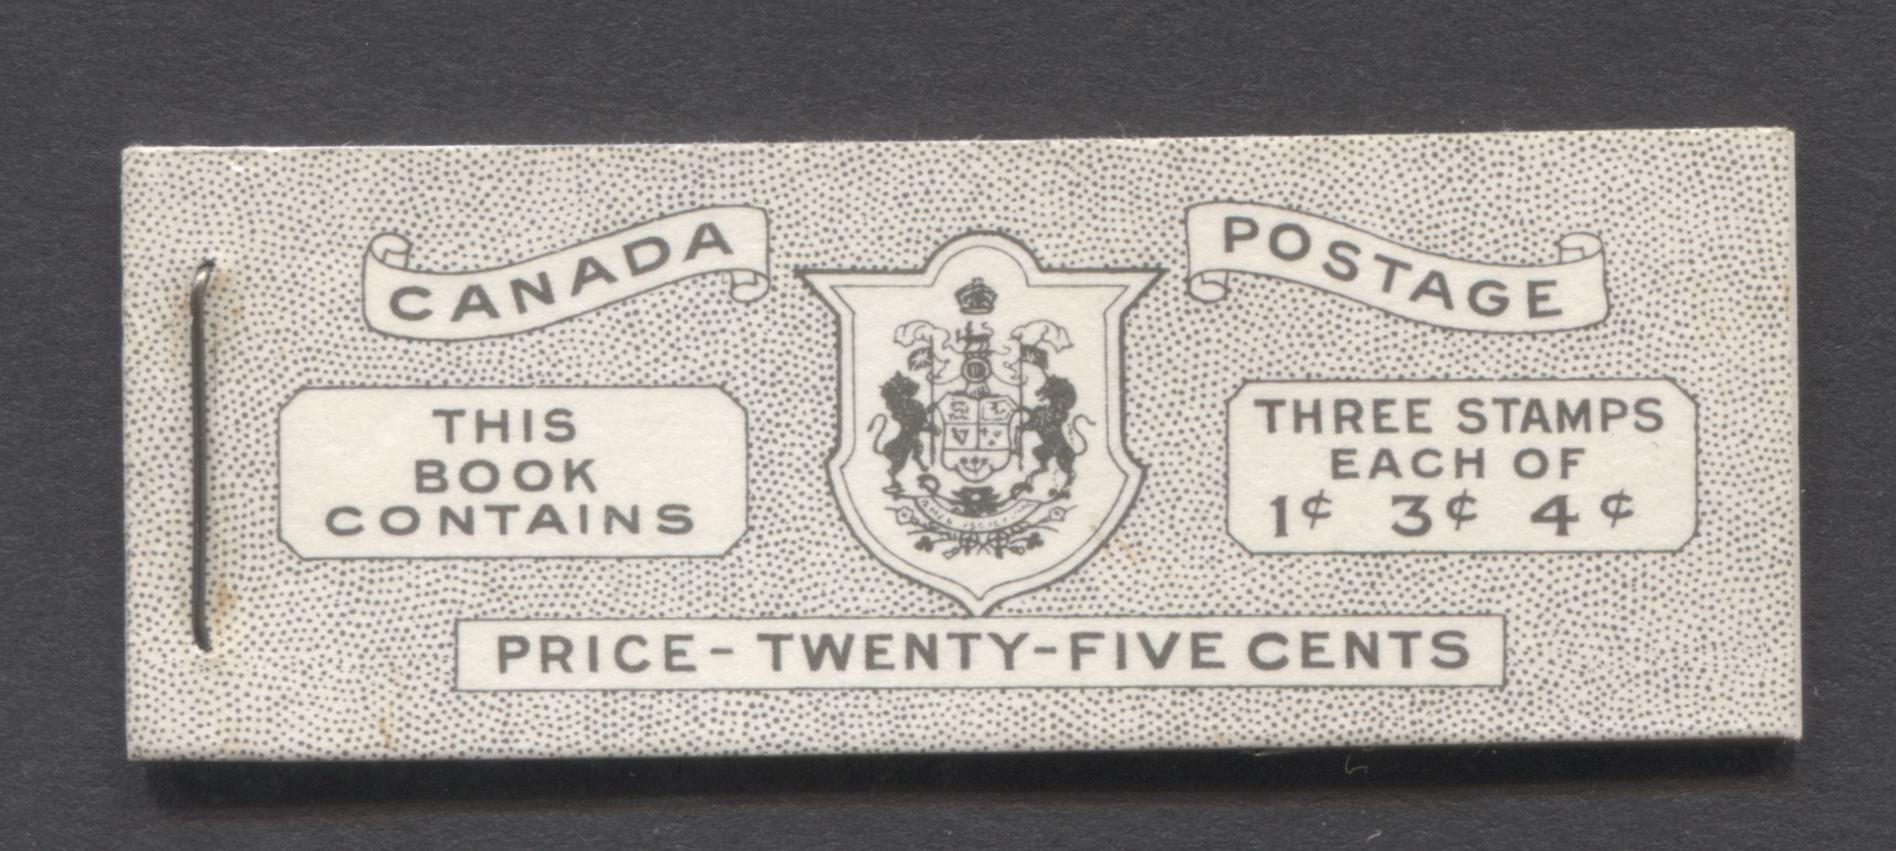 CANADA
POSTAGE
THIS
BOOK
CONTAINS
THREE STAMPS
EACH OF
1¢ 3¢ 4¢
PRICE-TWENTY-FIVE CENTS